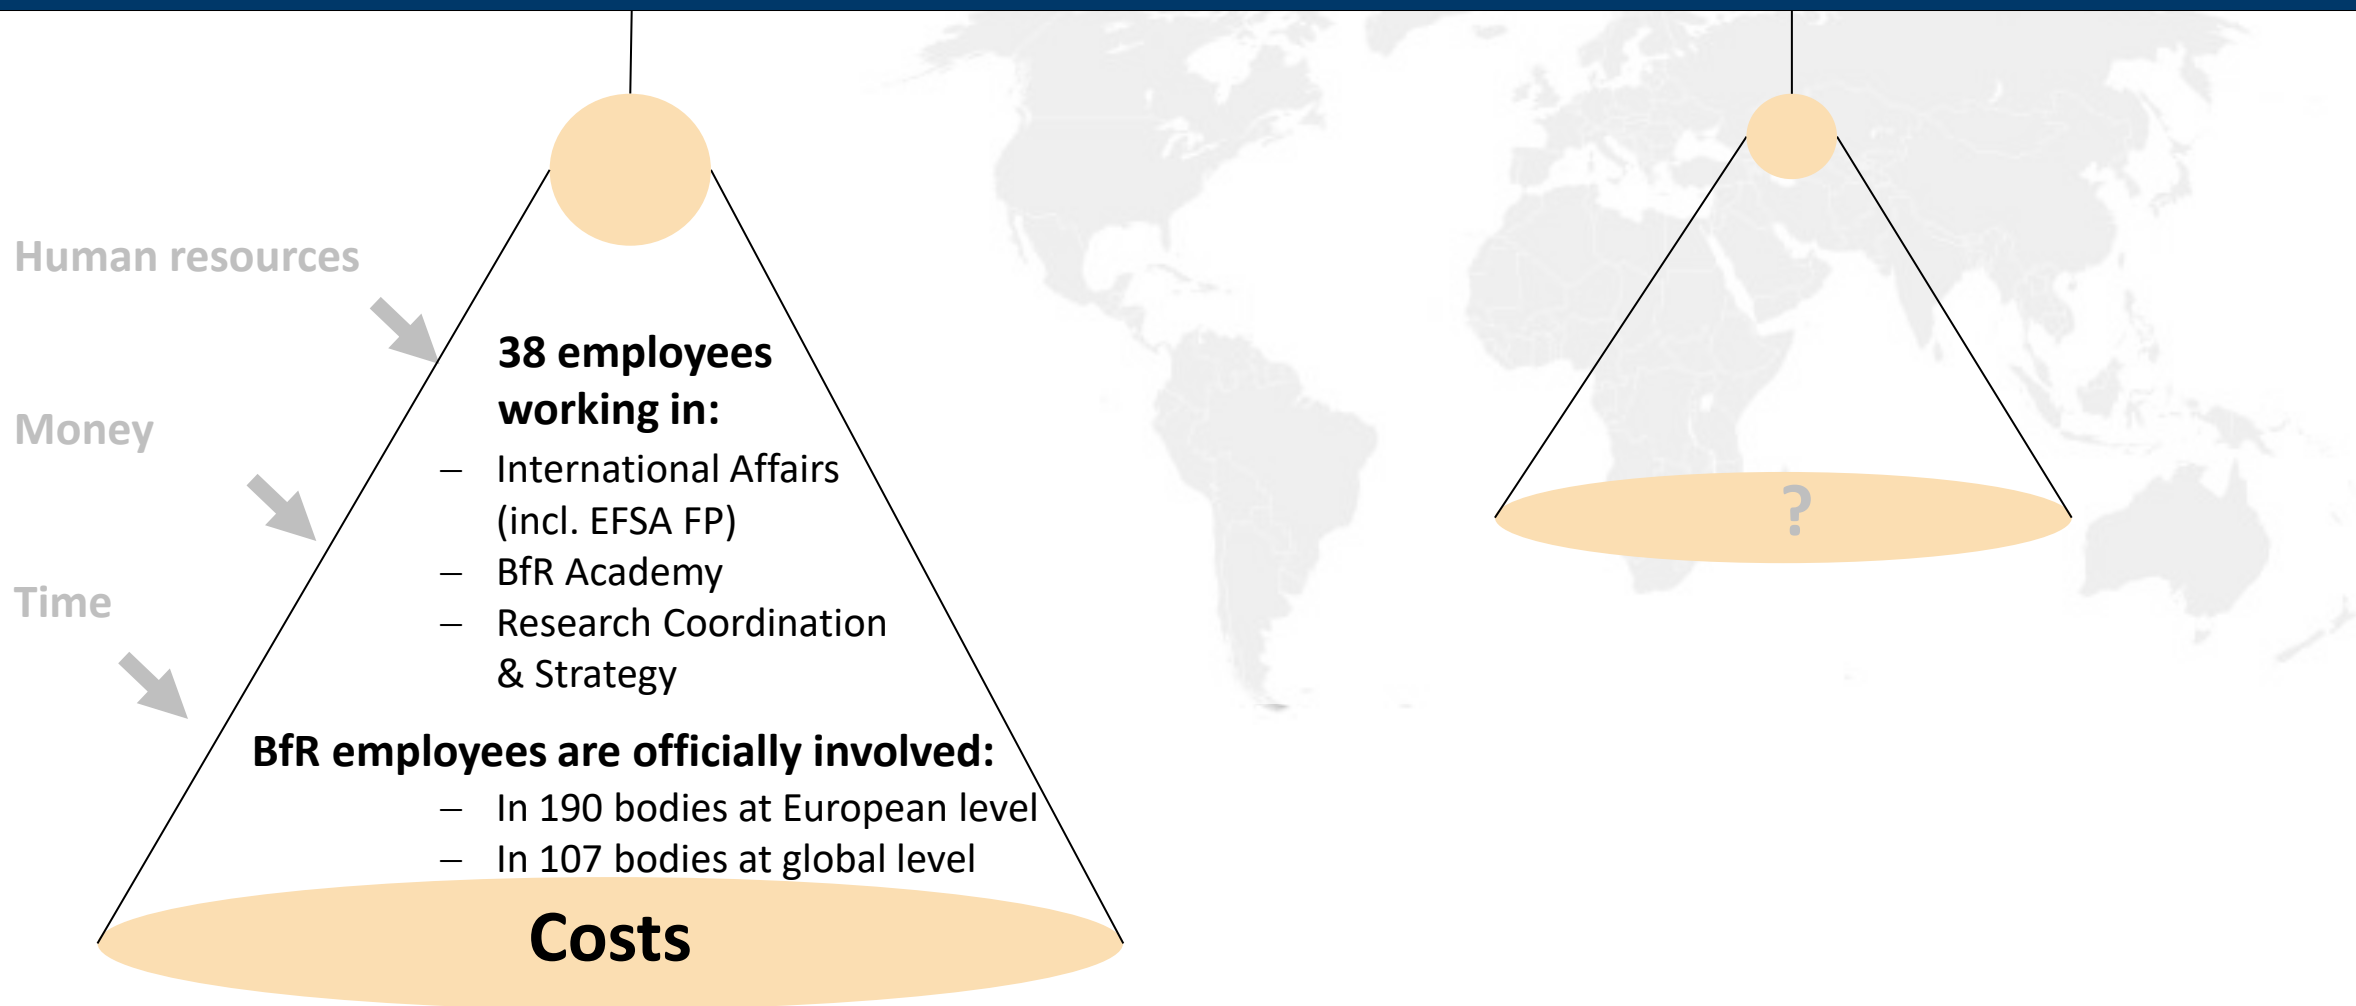 Human resources
Money
Time
38 employees
working in:
– International Affairs
(incl. EFSA FP)
– BfR Academy
– Research Coordination
& Strategy
BfR employees are officially involved:
– In 190 bodies at European level
– In 107 bodies at global level
Costs
?